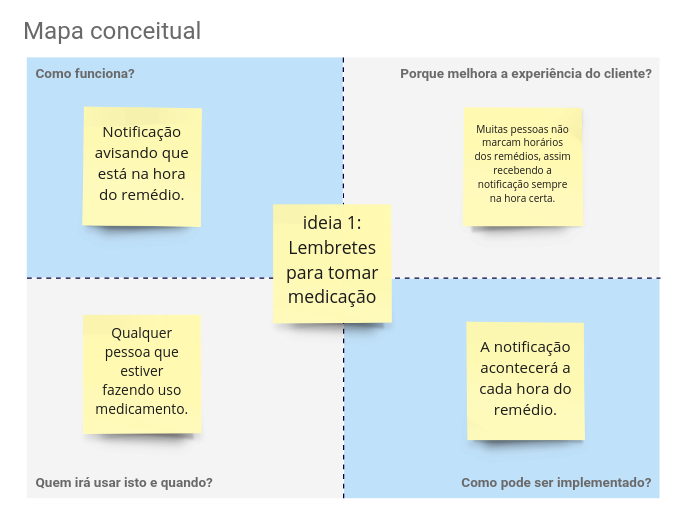 Mapa conceitual
Como funciona?
Porque melhora a experiência do cliente?
Notificação
avisando que
está na hora
do remédio.
Muitas pessoas não
marcam horários
dos remédios, assim
recebendo a
notificação sempre
na hora certa.
ideia 1:
Lembretes
para tomar
medicação
Qualquer
pessoa que
estiver
fazendo uso
medicamento.
A notificação
acontecerá a
cada hora do
remédio.
Quem irá usar isto e quando?
Como pode ser implementado?